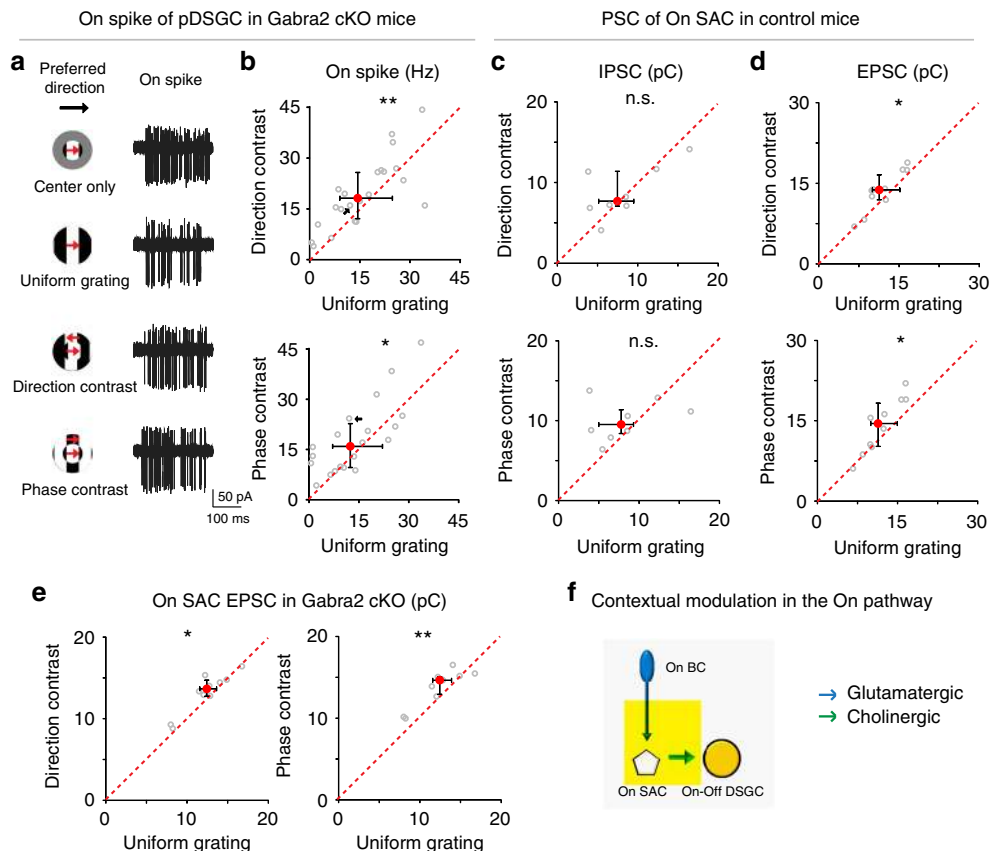 On spike of pDSGC in Gabra2 cKO mice
PSC of On SAC in control mice
a
Preferred
direction
On spike
Center only
Uniform grating
Direction contrast
Phase contrast
50 pA
100 ms
b
On spike (Hz)
**
Direction contrast
45
30
15
0
0 15 30 45
Uniform grating
*
Phase contrast
45
30
15
0
0 15 30 45
Uniform grating
c
IPSC (pC)
n.s.
Direction contrast
20
10
0
0 10 20
Uniform grating
n.s.
Phase contrast
20
10
0
0 10 20
Uniform grating
d
EPSC (pC)
*
Direction contrast
30
15
0
0 15 30
Uniform grating
*
Phase contrast
30
15
0
0 15 30
Uniform grating
e
On SAC EPSC in Gabra2 cKO (pC)
*
Direction contrast
20
10
0
0 10 20
Uniform grating
**
Phase contrast
20
10
0
0 10 20
Uniform grating
f
Contextual modulation in the On pathway
On BC
On SAC
On-Off DSGC
Glutamatergic
Cholinergic